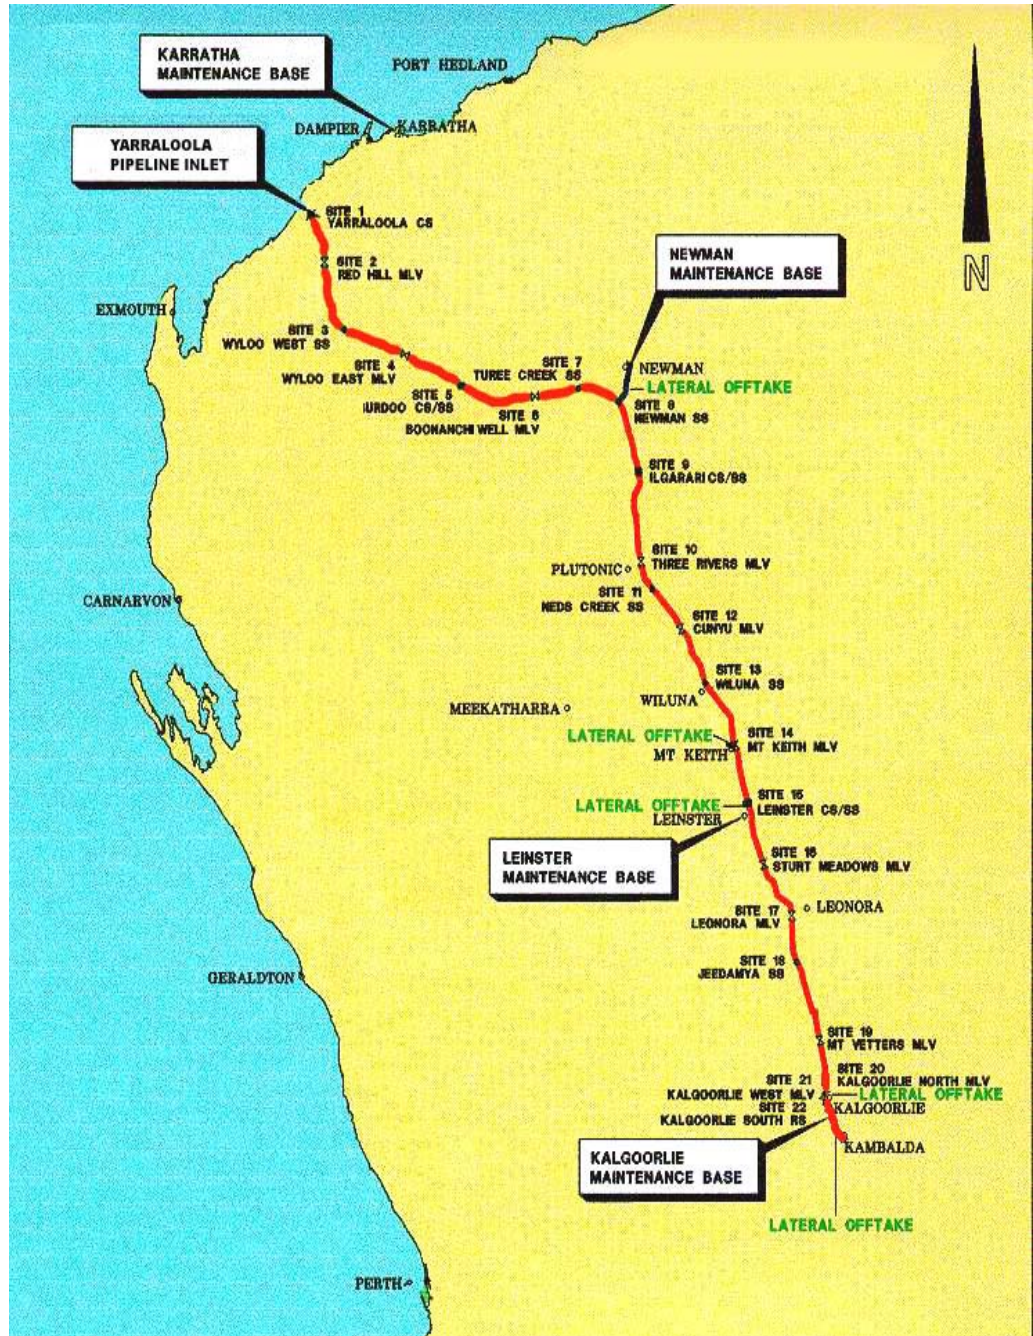 KARRATHA
MAINTENANCE BASE
PORT HEDLAND
DAMPIER
KARRATHA
YARRALOOLA
PIPELINE INLET
SITE 1
YARRALOOLA CS
SITE 2
RED HILL MLV
NEWMAN
MAINTENANCE BASE
N
EXMOUTH
SITE 3
WYLOO WEST SS
SITE 4
WYLOO EAST MLV
SITE 5
URDOO CS/SS
SITE 6
BOONANCHI WELL MLV
SITE 7
TUREE CREEK SS
NEWMAN
LATERAL OFFTAKE
SITE 8
NEWMAN SS
SITE 9
ILGARARI CS/SS
SITE 10
THREE RIVERS MLV
PLUTONIC
SITE 11
NEDS CREEK SS
CARNARVON
SITE 12
CUNYU MLV
SITE 13
WILUNA SS
WILUNA
MEEKATHARRA
LATERAL OFFTAKE
SITE 14
MT KEITH MLV
MT KEITH
LATERAL OFFTAKE
SITE 15
LEINSTER CS/SS
LEINSTER
LEINSTER
MAINTENANCE BASE
SITE 16
STURT MEADOWS MLV
SITE 17
LEONORA MLV
LEONORA
SITE 18
JEEDAMYA SS
GERALDTON
SITE 19
MT VETTERS MLV
SITE 20
KALGOORLIE NORTH MLV
SITE 21
KALGOORLIE WEST MLV
LATERAL OFFTAKE
SITE 22
KALGOORLIE SOUTH RS
KALGOORLIE
KAMBALDA
KALGOORLIE
MAINTENANCE BASE
LATERAL OFFTAKE
PERTH